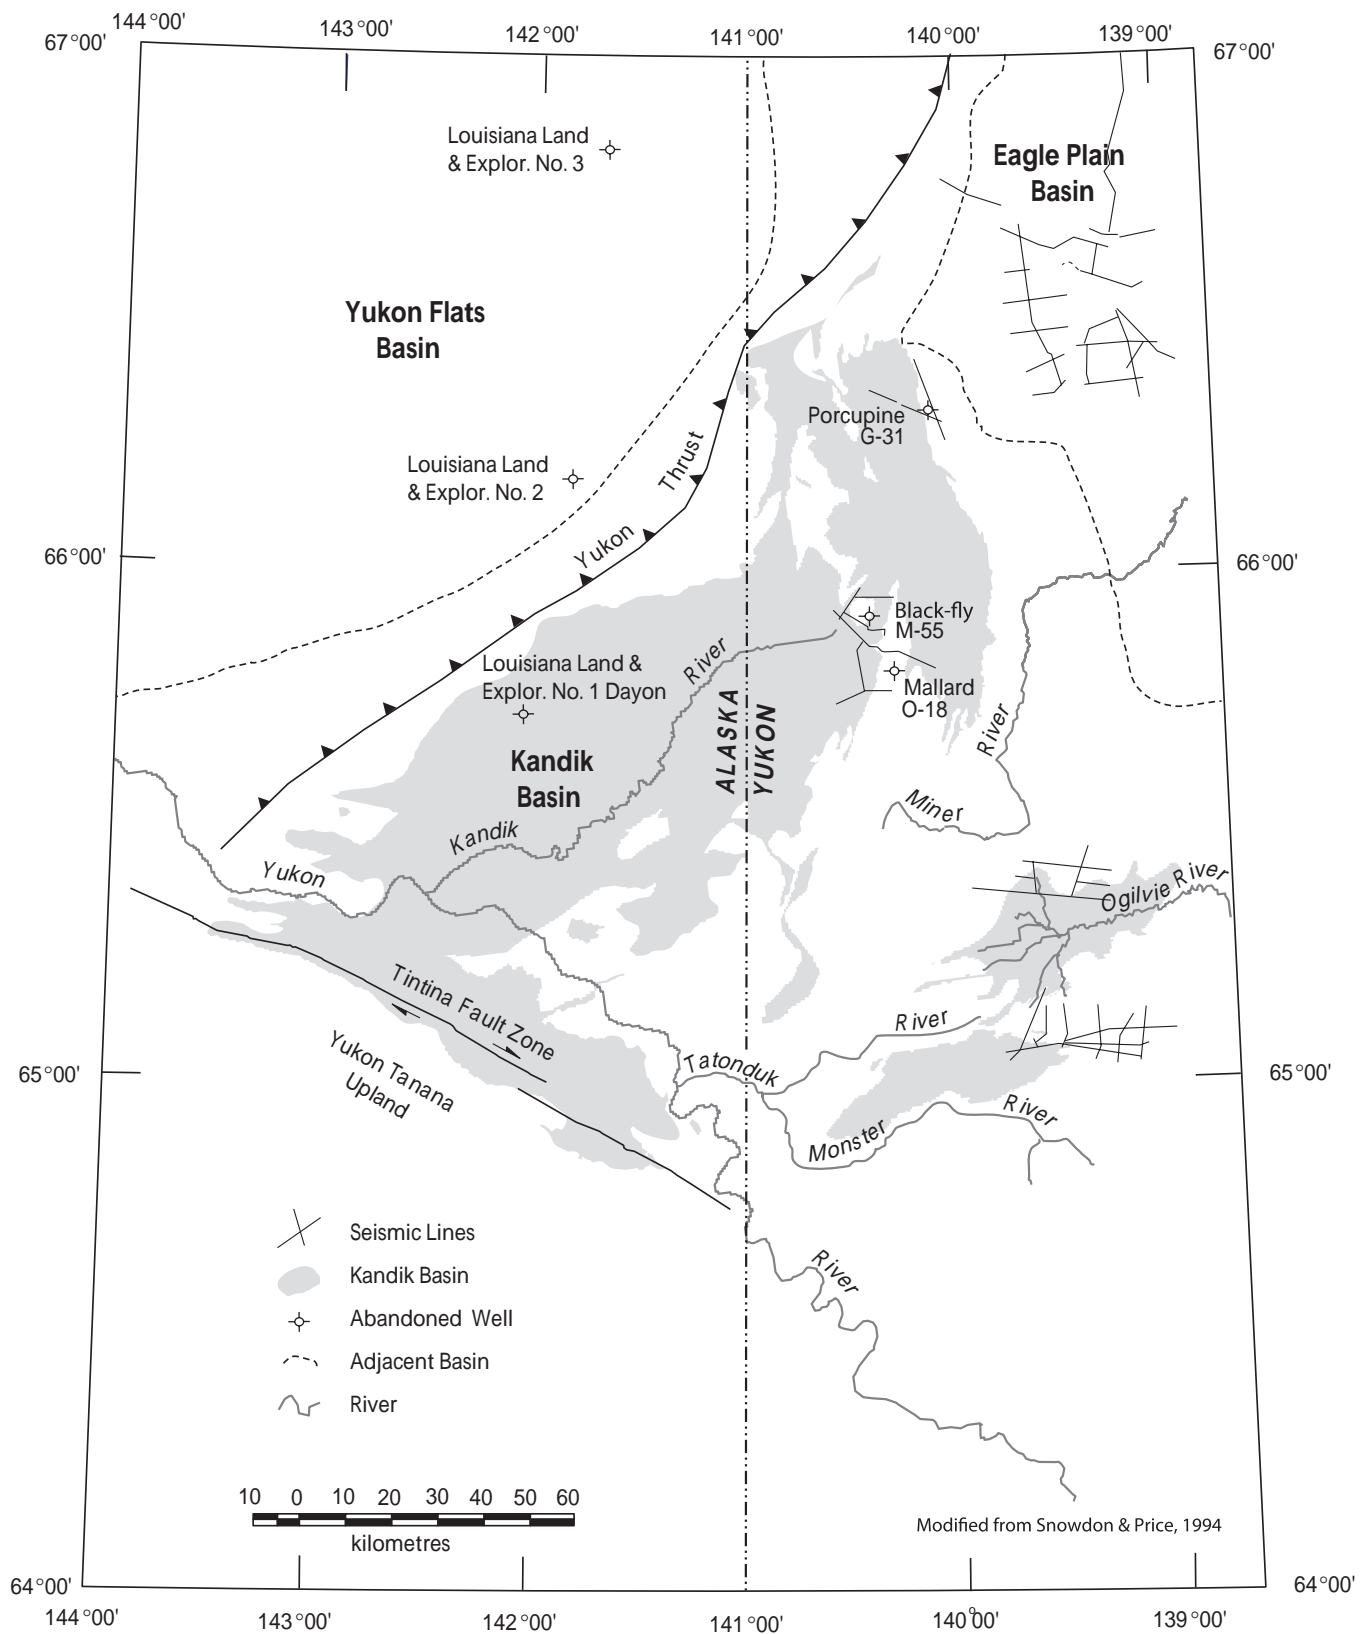 144°00'
143°00'
142°00'
141°00'
140°00'
139°00'
67°00'
67°00'
Louisiana Land
& Explor. No. 3
Eagle Plain
Basin
Yukon Flats
Basin
Porcupine
G-31
Thrust
Louisiana Land
& Explor. No. 2
Yukon
66°00'
66°00'
Black-fly
M-55
River
Louisiana Land &
Explor. No. 1 Dayon
Mallard
O-18
ALASKA
YUKON
River
Kandik
Basin
Miner
Kandik
Yukon
Ogilvie River
Tintina Fault Zone
River
Yukon Tanana
Upland
Tatonduk
65°00'
65°00'
River
Monster
River
Seismic Lines
Kandik Basin
Abandoned Well
Adjacent Basin
River
10 0 10 20 30 40 50 60
kilometres
Modified from Snowdon & Price, 1994
64°00'
64°00'
144°00'
143°00'
142°00'
141°00'
140°00'
139°00'